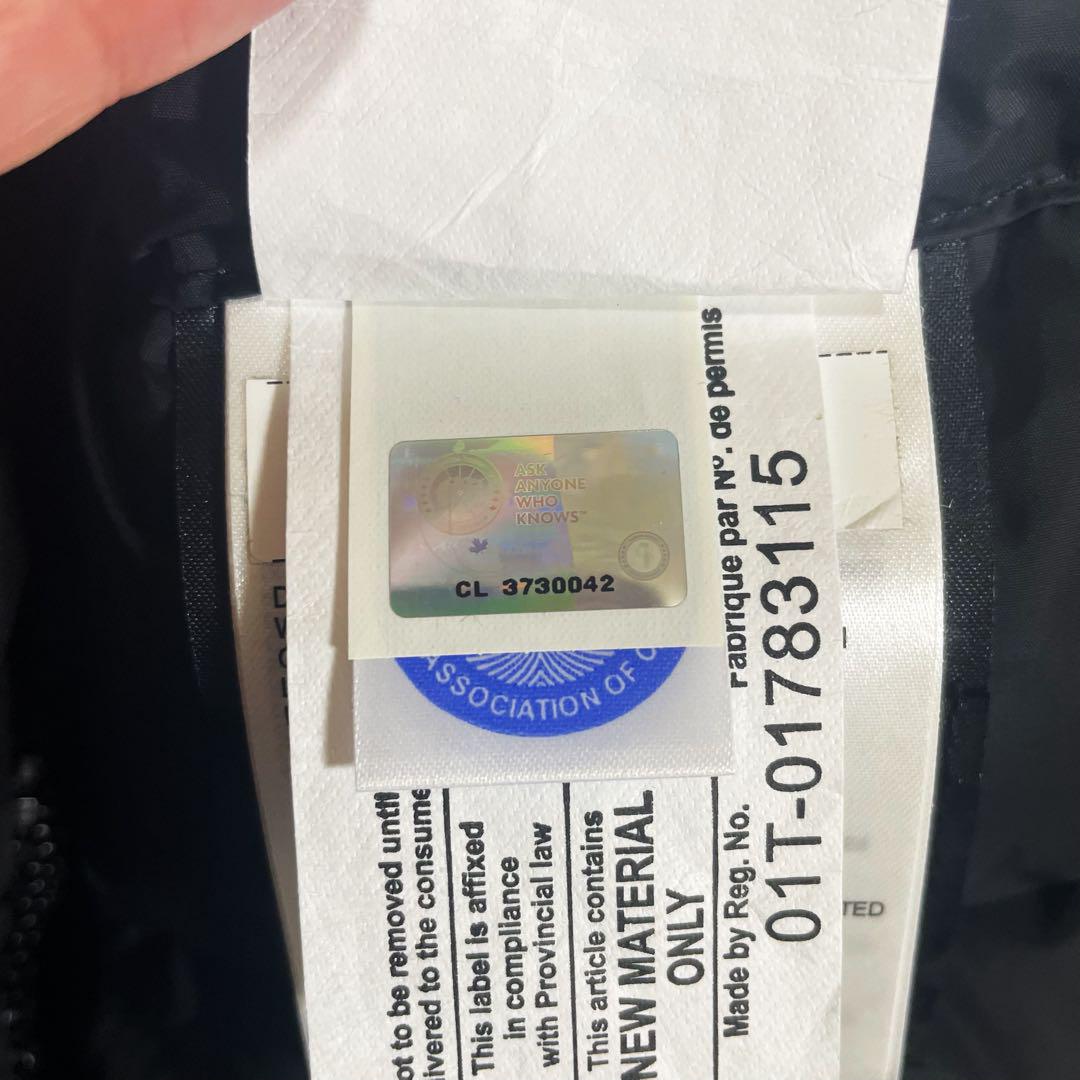 ASK
ANYONE
WHO
KNOWS™
1
CL 3730042
ASSOCIATION OF
ot to be removed until
ivered to the consume
This label is affixed
in compliance
with Provincial law
This article contains
NEW MATERIAL
ONLY
Made by Reg. No.
Fabrique par Nº. de permis
01T-01783115
TED